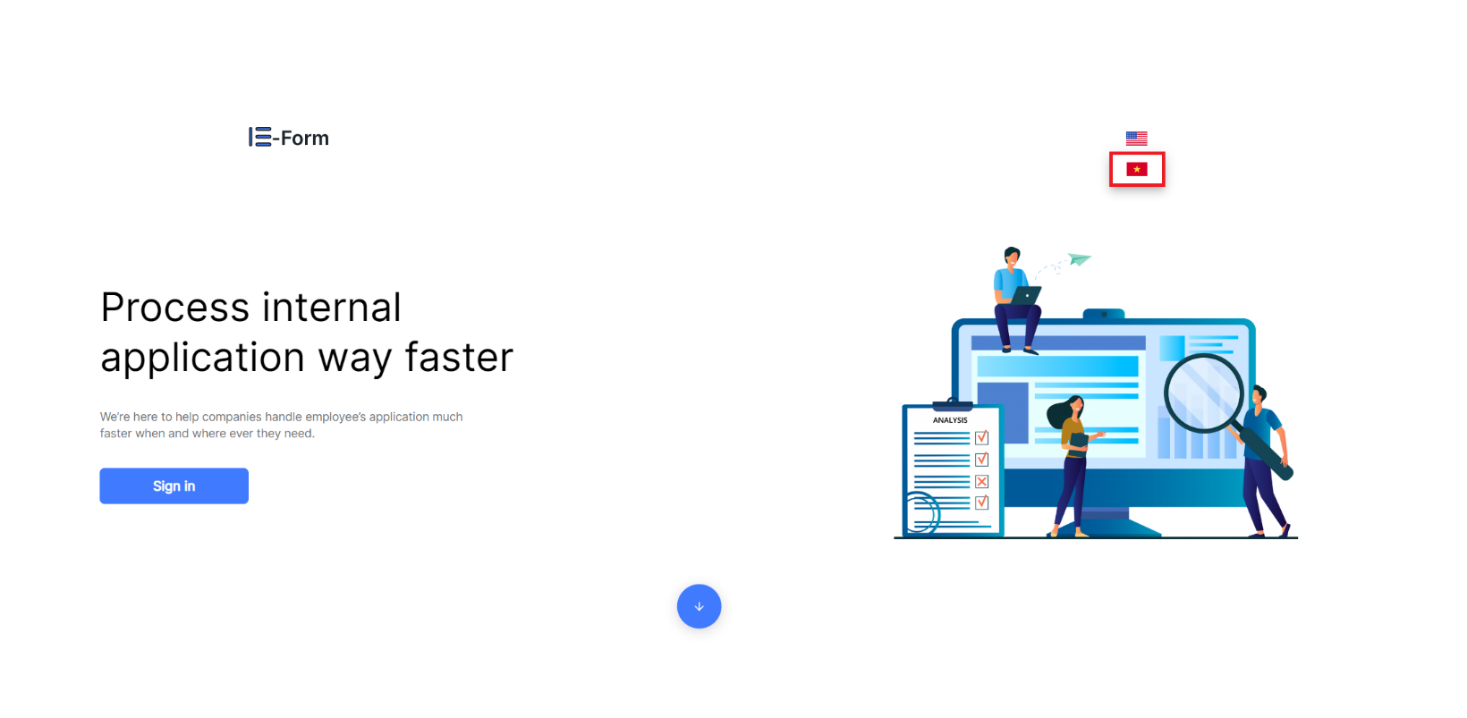 E-Form
Process internal
application way faster
We're here to help companies handle employee's application much
faster when and where ever they need.
Sign in
ANALYSIS